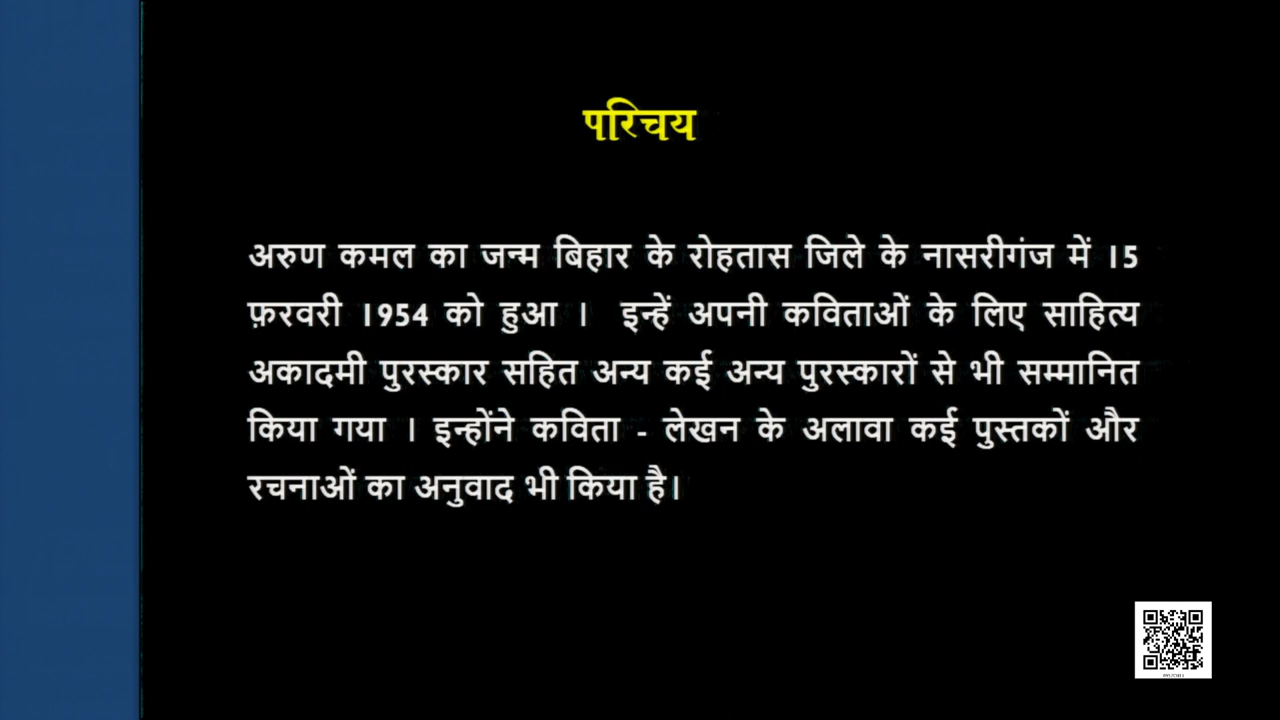 परिचय
अरुण कमल का जन्म बिहार के रोहतास जिले के नासरीगंज में 15
फ़रवरी 1954 को हुआ । इन्हें अपनी कविताओं के लिए साहित्य
अकादमी पुरस्कार सहित अन्य कई अन्य पुरस्कारों से भी सम्मानित
किया गया । इन्होंने कविता - लेखन के अलावा कई पुस्तकों और
रचनाओं का अनुवाद भी किया है।